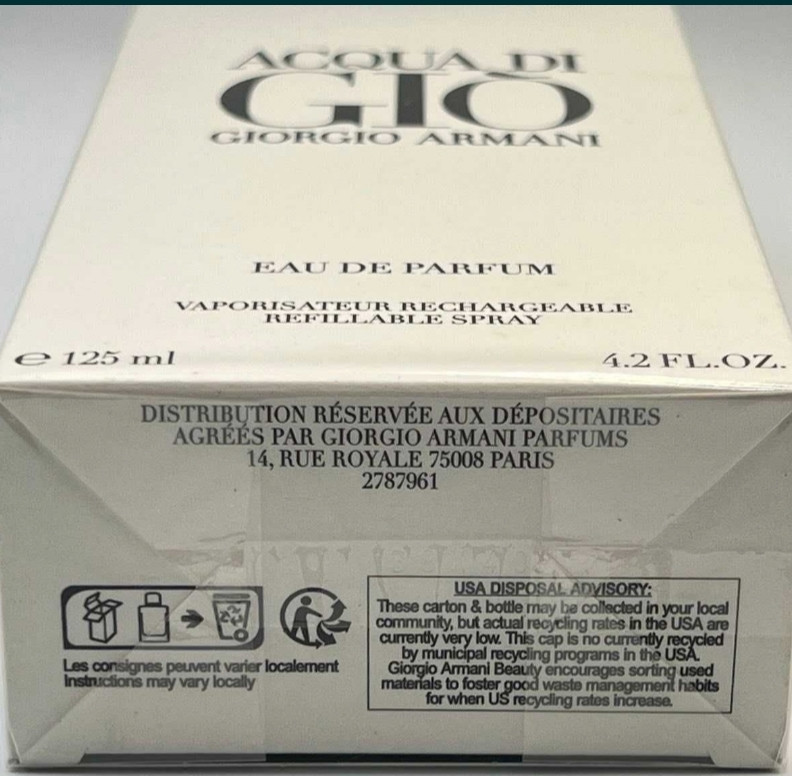 ACQUA DI
GIÒ
GIORGIO ARMANI
EAU DE PARFUM
VAPORISATEUR RECHARGEABLE
REFILLABLE SPRAY
e 125 ml
4.2 FL.OZ.
DISTRIBUTION RÉSERVÉE AUX DÉPOSITAIRES
AGRÉÉS PAR GIORGIO ARMANI PARFUMS
14, RUE ROYALE 75008 PARIS
2787961
Les consignes peuvent varier localement
Instructions may vary locally
USA DISPOSAL ADVISORY:
These carton & bottle may be collected in your local
community, but actual recycling rates in the USA are
currently very low. This cap is no currently recycled
by municipal recycling programs in the USA.
Giorgio Armani Beauty encourages sorting used
materials to foster good waste management habits
for when US recycling rates increase.